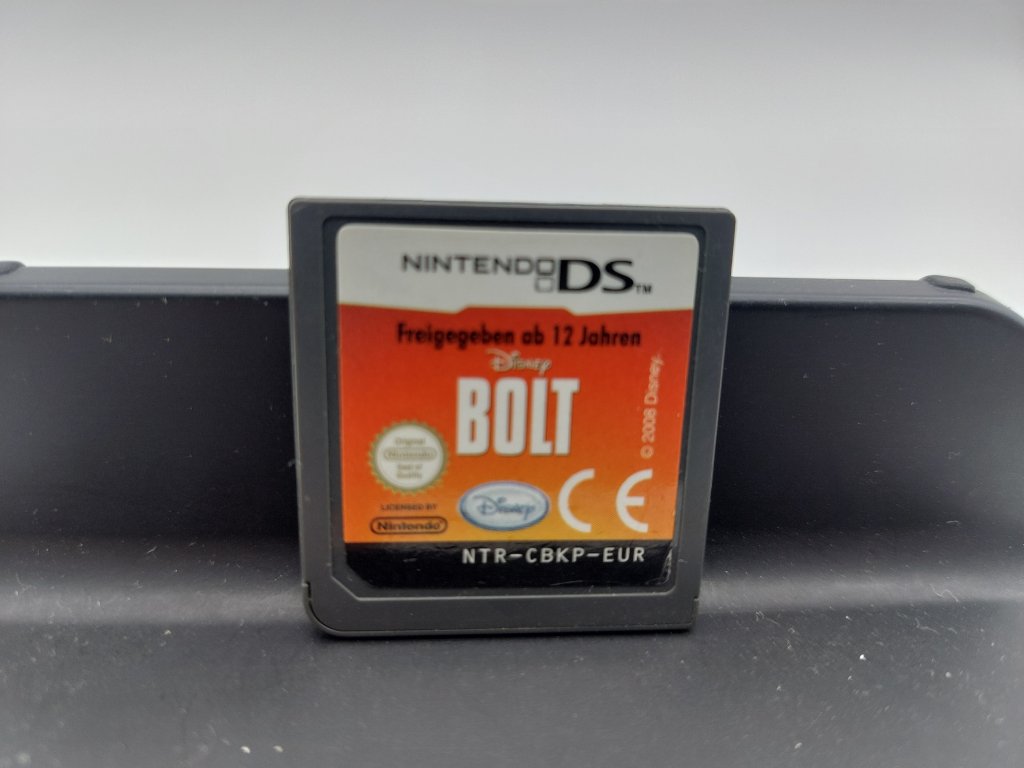 NINTENDO DS™
Freigegeben ab 12 Jahren
Disney
BOLT
© 2008 Disney.
Original
Nintendo
Seal of
Quality
LICENSED BY
Nintendo
Disney
CE
NTR-CBKP-EUR